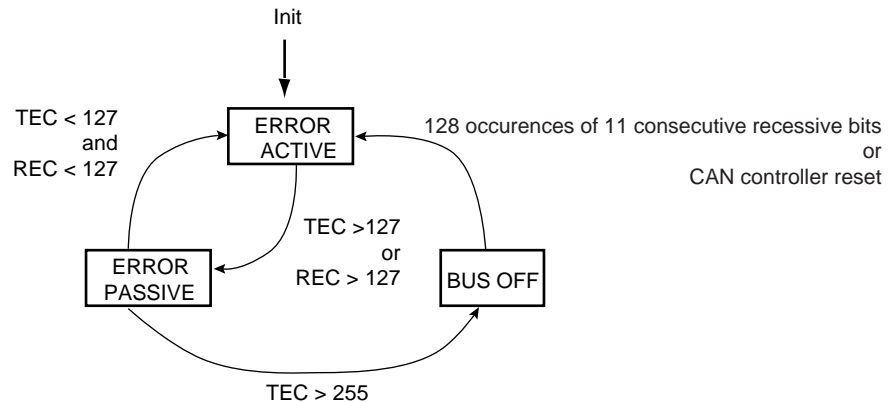 Init
TEC < 127
and
REC < 127
ERROR
ACTIVE
128 occurences of 11 consecutive recessive bits
or
CAN controller reset
TEC >127
or
REC > 127
ERROR
PASSIVE
BUS OFF
TEC > 255